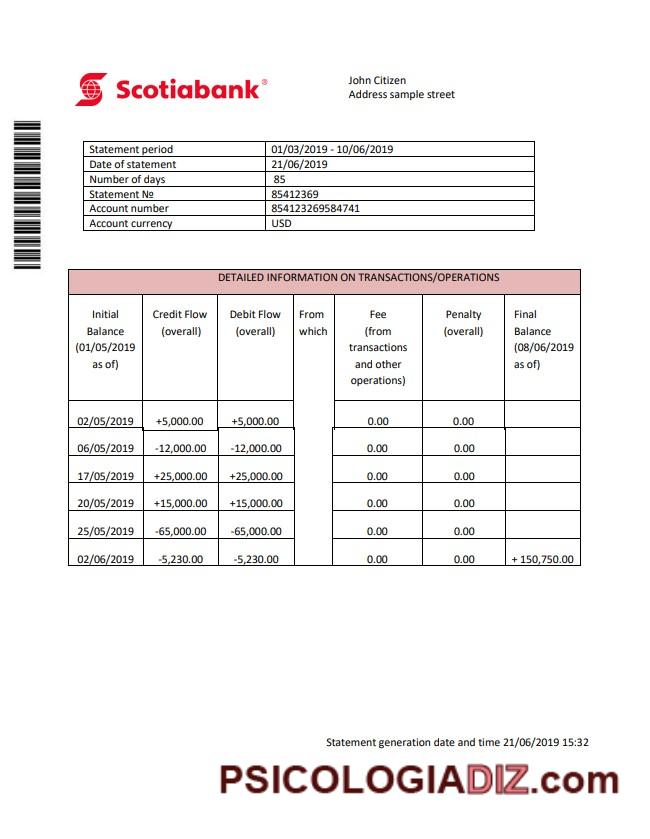 Scotiabank®
John Citizen
Address sample street
Statement period 01/03/2019 - 10/06/2019
Date of statement 21/06/2019
Number of days 85
Statement № 85412369
Account number 854123269584741
Account currency USD
DETAILED INFORMATION ON TRANSACTIONS/OPERATIONS
Initial Credit Flow Debit Flow From Fee Penalty Final
Balance (overall) (overall) which (from (overall) Balance
(01/05/2019 transactions (08/06/2019
as of) and other as of)
operations)
02/05/2019 +5,000.00 +5,000.00 0.00 0.00
06/05/2019 -12,000.00 -12,000.00 0.00 0.00
17/05/2019 +25,000.00 +25,000.00 0.00 0.00
20/05/2019 +15,000.00 +15,000.00 0.00 0.00
25/05/2019 -65,000.00 -65,000.00 0.00 0.00
02/06/2019 -5,230.00 -5,230.00 0.00 0.00 + 150,750.00
Statement generation date and time 21/06/2019 15:32
PSICOLOGIADIZ.com